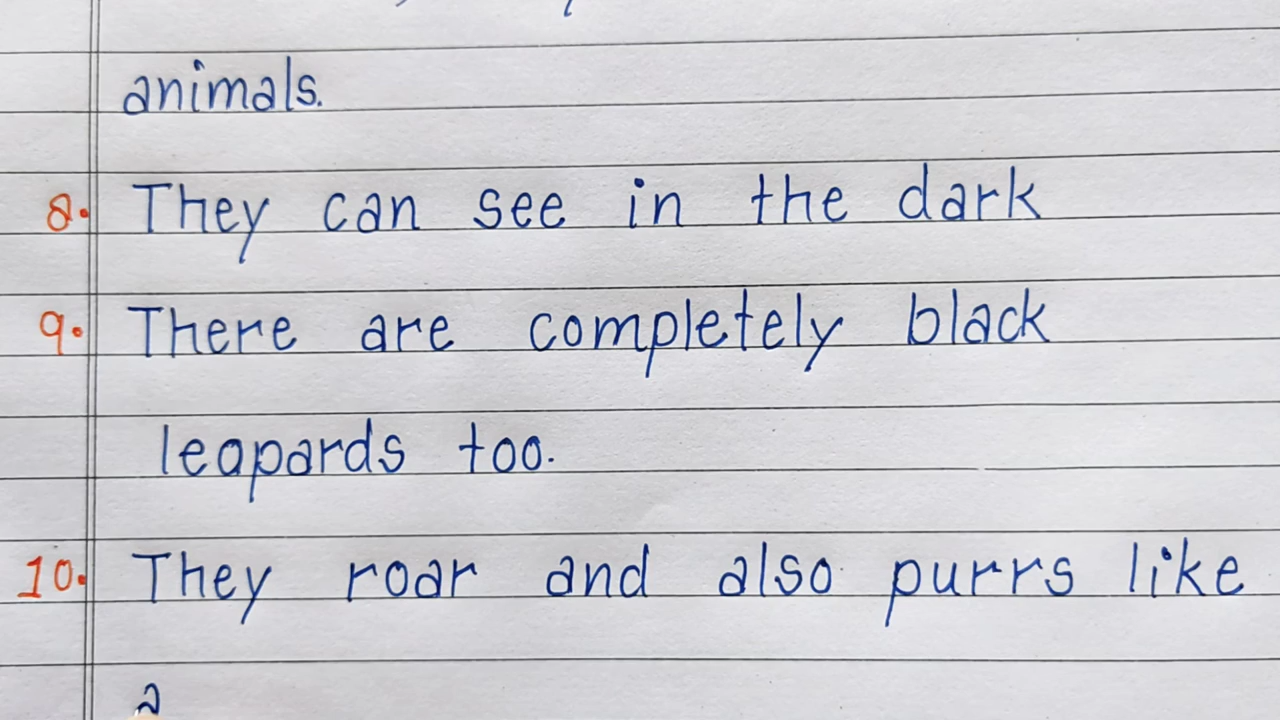 animals.
8. They can see in the dark
9. There are completely black
leopards too.
10. They roar and also purrs like
a